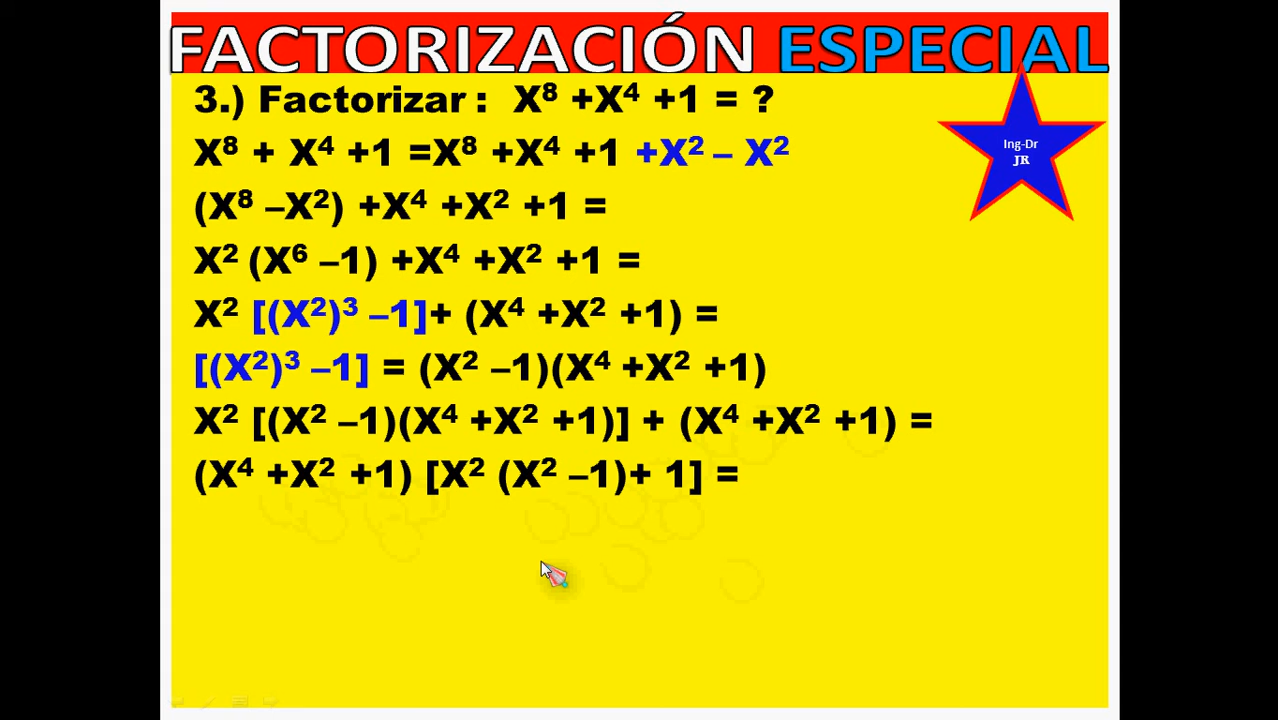 FACTORIZACIÓN ESPECIAL
3.) Factorizar : X⁸ +X⁴ +1 = ?
X⁸ + X⁴ +1 =X⁸ +X⁴ +1 +X² – X²
(X⁸ –X²) +X⁴ +X² +1 =
X² (X⁶ –1) +X⁴ +X² +1 =
X² [(X²)³ –1]+ (X⁴ +X² +1) =
[(X²)³ –1] = (X² –1)(X⁴ +X² +1)
X² [(X² –1)(X⁴ +X² +1)] + (X⁴ +X² +1) =
(X⁴ +X² +1) [X² (X² –1)+ 1] =
Ing-Dr
JR